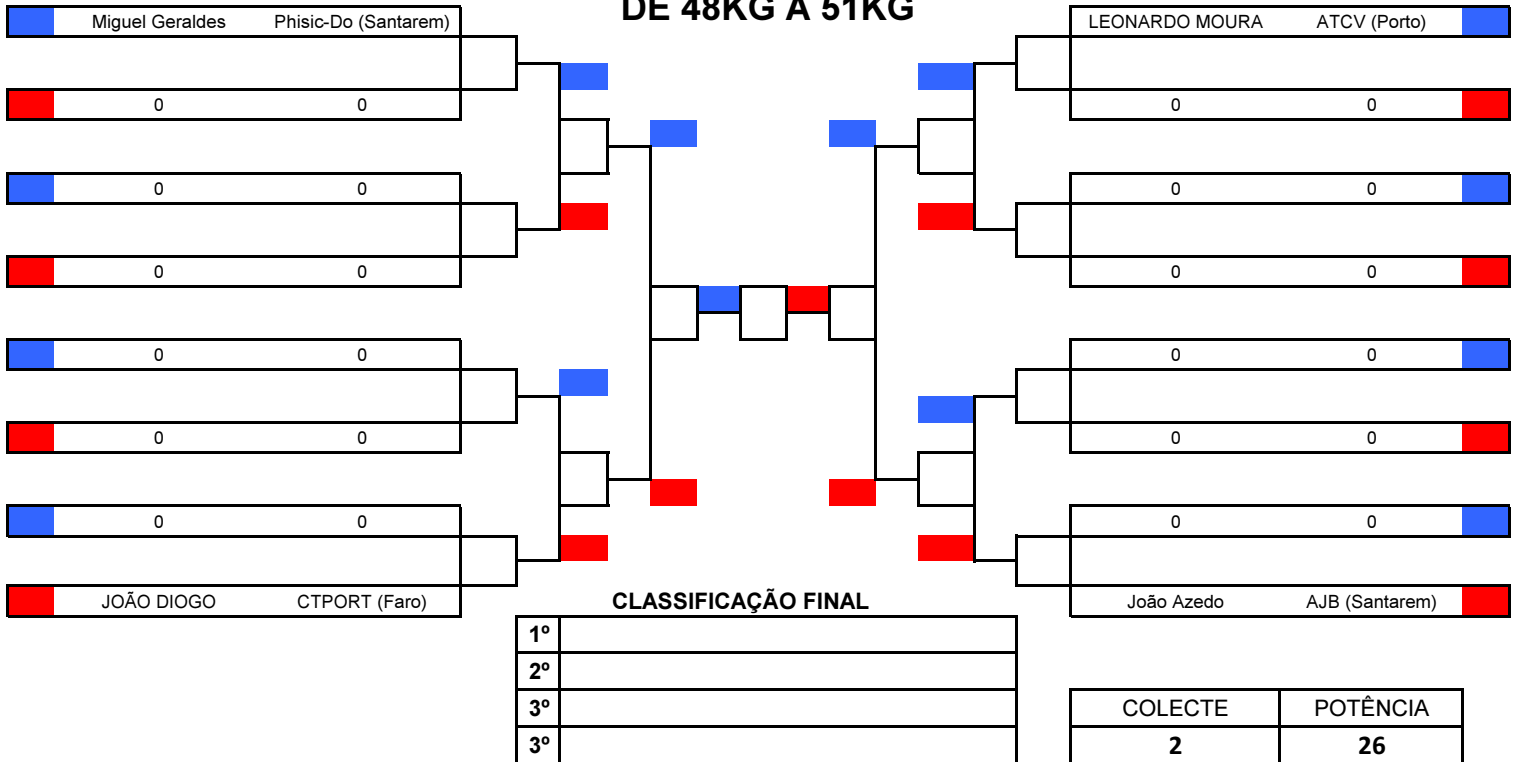 DE 48KG A 51KG
Miguel Geraldes Phisic-Do (Santarem)
LEONARDO MOURA ATCV (Porto)
0 0
0 0
0 0
0 0
0 0
0 0
0 0
0 0
0 0
0 0
0 0
0 0
JOÃO DIOGO CTPORT (Faro)
João Azedo AJB (Santarem)
CLASSIFICAÇÃO FINAL
1º
2º
3º
3º
COLECTE POTÊNCIA
2 26